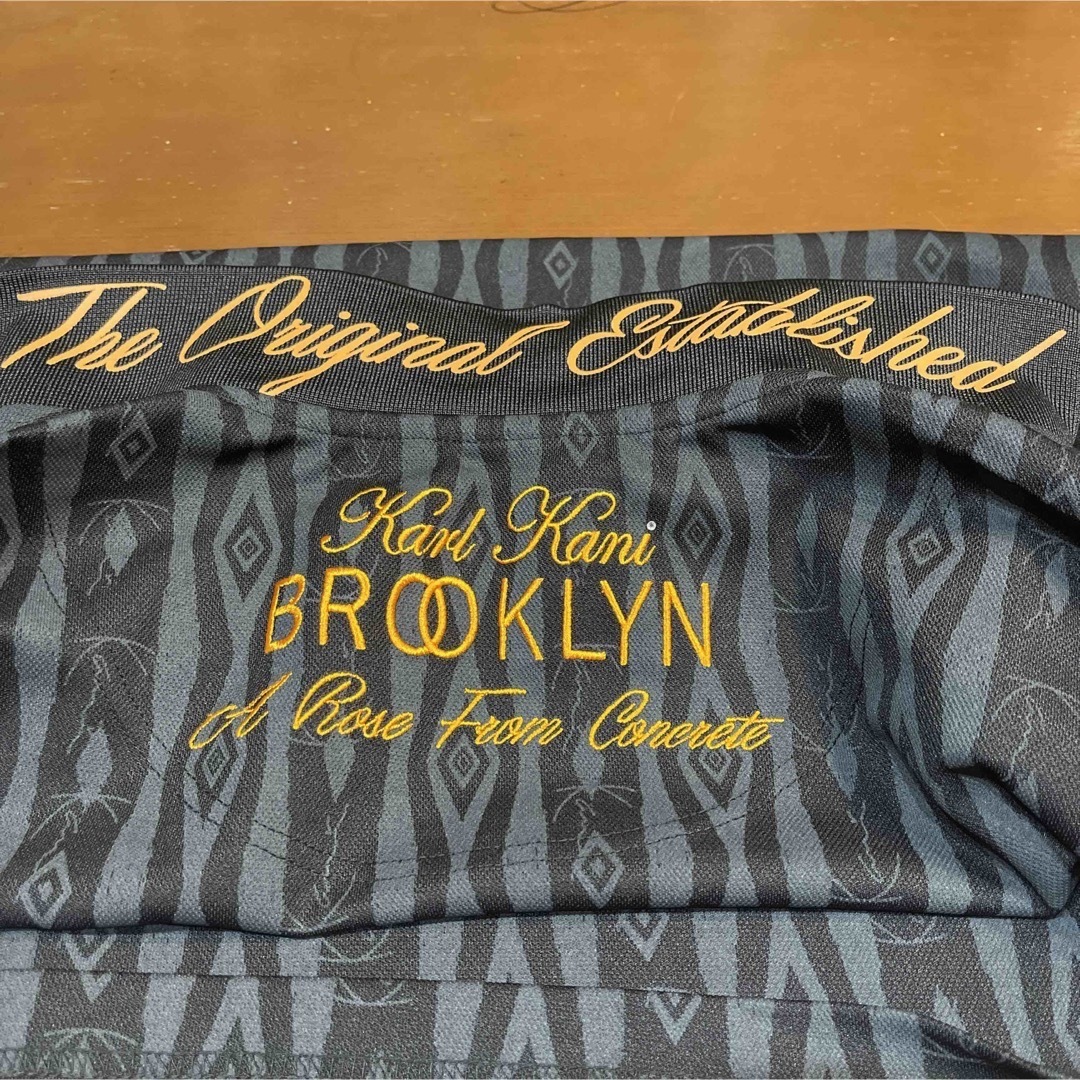 The Original Established
Karl Kani
BROOKLYN
A Rose From Concrete